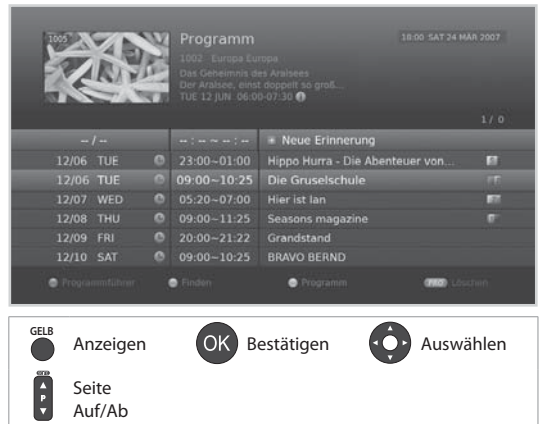 1005
Programm
18:00 SAT 24 MÄR 2007
1002 Europa Europa
Das Geheimnis des Aralsees
Der Aralsee, einst doppelt so groß...
TUE 12 JUN 06:00-07:30
1 / 0
-- / --
-- : -- ~ -- : --
Neue Erinnerung
12/06 TUE 23:00~01:00 Hippo Hurra - Die Abenteuer von...
12/06 TUE 09:00~10:25 Die Gruselschule
12/07 WED 05:20~07:00 Hier ist Ian
12/08 THU 09:00~11:25 Seasons magazine
12/09 FRI 20:00~21:22 Grandstand
12/10 SAT 09:00~10:25 BRAVO BERND
Programmführer Finden Programm PAO Löschen
GELB
Anzeigen
OK Bestätigen
Auswählen
P
Seite
Auf/Ab